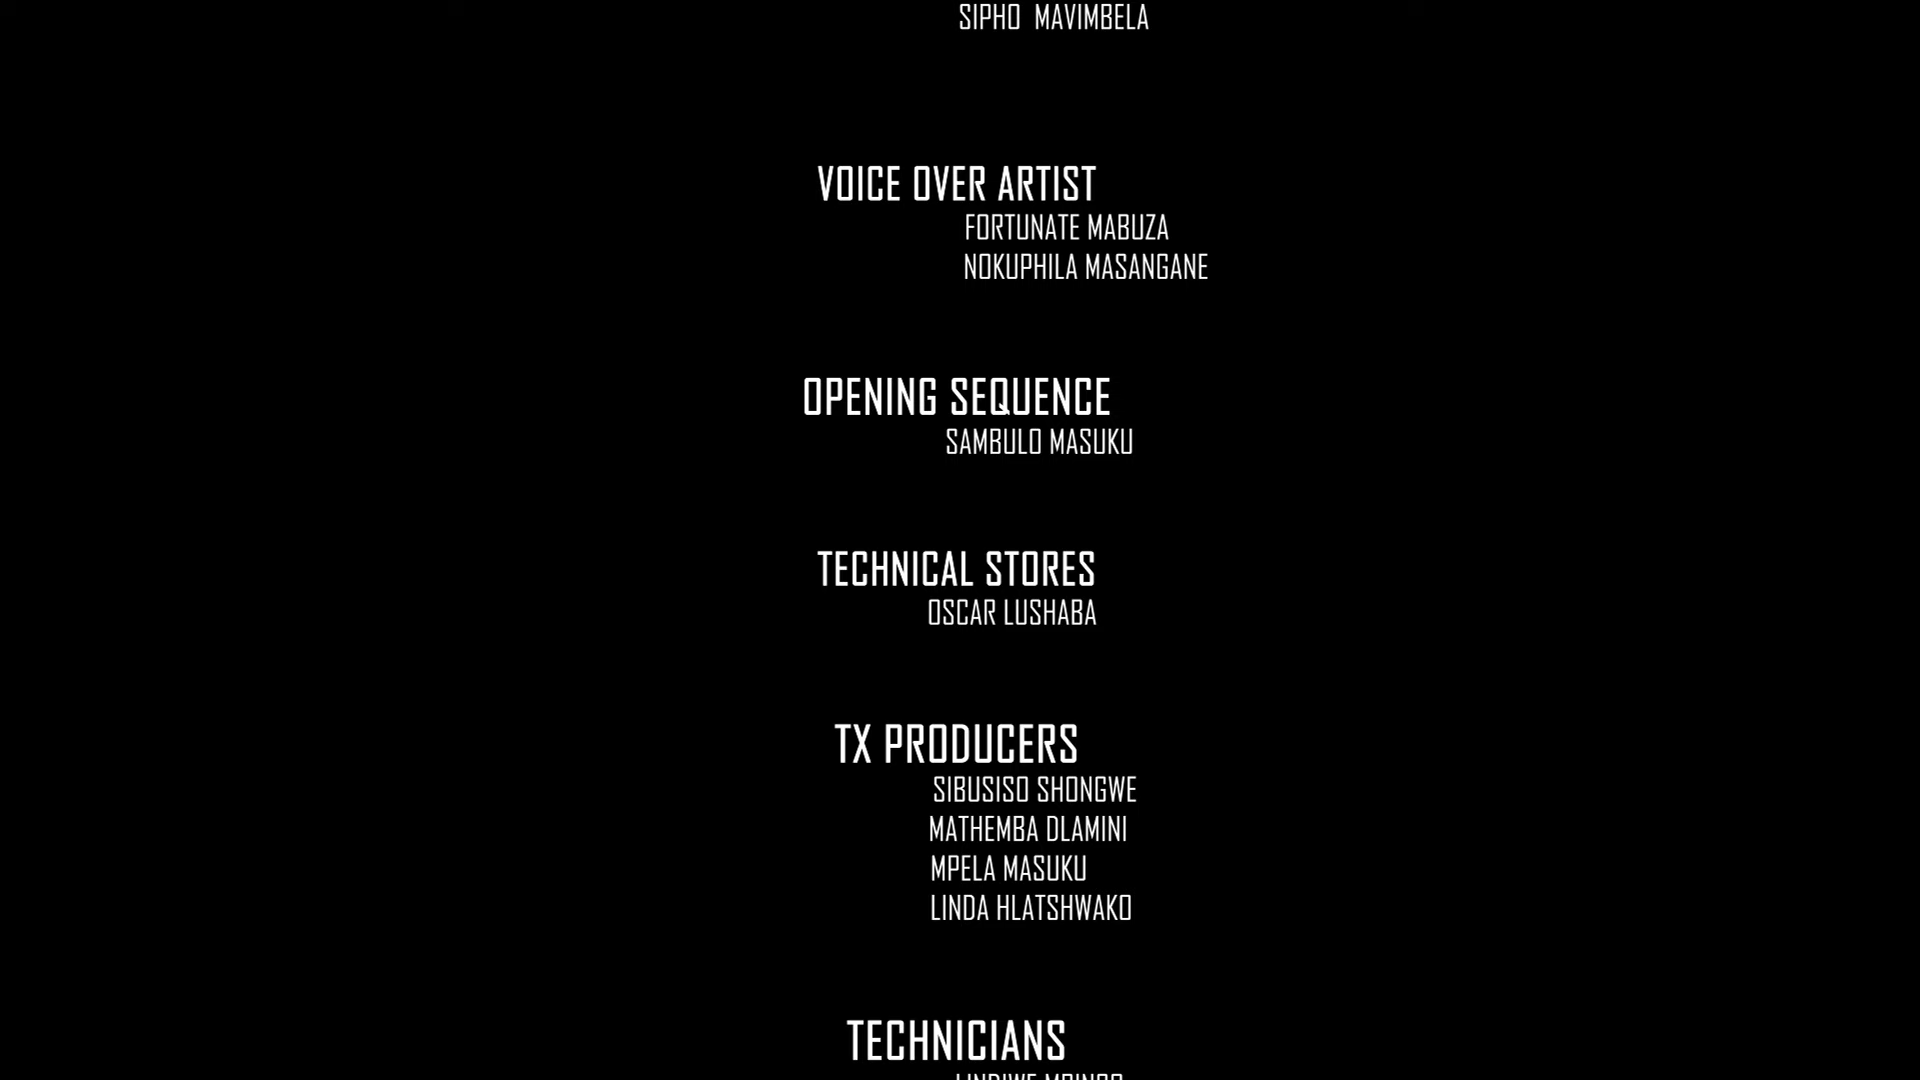 SIPHO MAVIMBELA
VOICE OVER ARTIST
FORTUNATE MABUZA
NOKUPHILA MASANGANE
OPENING SEQUENCE
SAMBULO MASUKU
TECHNICAL STORES
OSCAR LUSHABA
TX PRODUCERS
SIBUSISO SHONGWE
MATHEMBA DLAMINI
MPELA MASUKU
LINDA HLATSHWAKO
TECHNICIANS